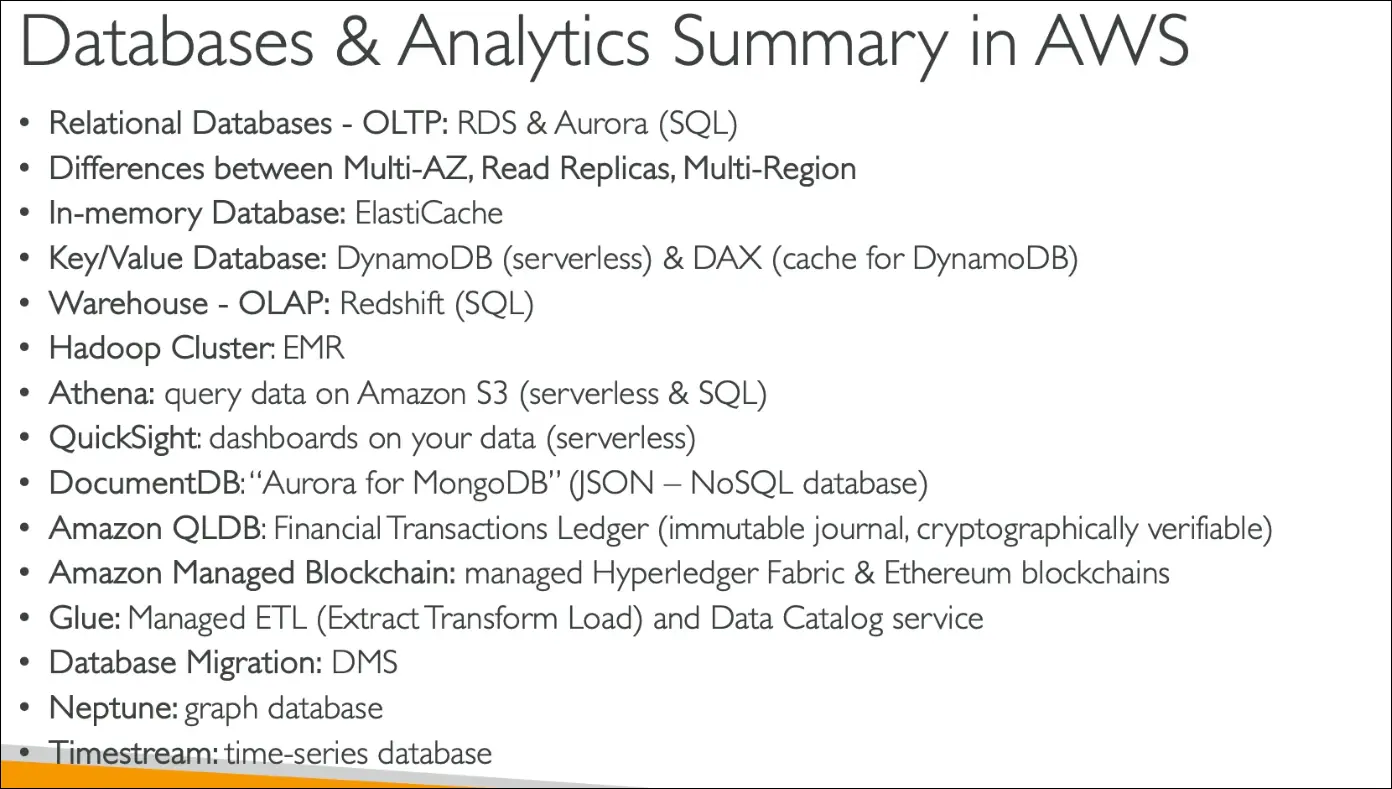 Databases & Analytics Summary in AWS
• Relational Databases - OLTP: RDS & Aurora (SQL)
• Differences between Multi-AZ, Read Replicas, Multi-Region
• In-memory Database: ElastiCache
• Key/Value Database: DynamoDB (serverless) & DAX (cache for DynamoDB)
• Warehouse - OLAP: Redshift (SQL)
• Hadoop Cluster: EMR
• Athena: query data on Amazon S3 (serverless & SQL)
• QuickSight: dashboards on your data (serverless)
• DocumentDB: “Aurora for MongoDB” (JSON – NoSQL database)
• Amazon QLDB: Financial Transactions Ledger (immutable journal, cryptographically verifiable)
• Amazon Managed Blockchain: managed Hyperledger Fabric & Ethereum blockchains
• Glue: Managed ETL (Extract Transform Load) and Data Catalog service
• Database Migration: DMS
• Neptune: graph database
• Timestream: time-series database